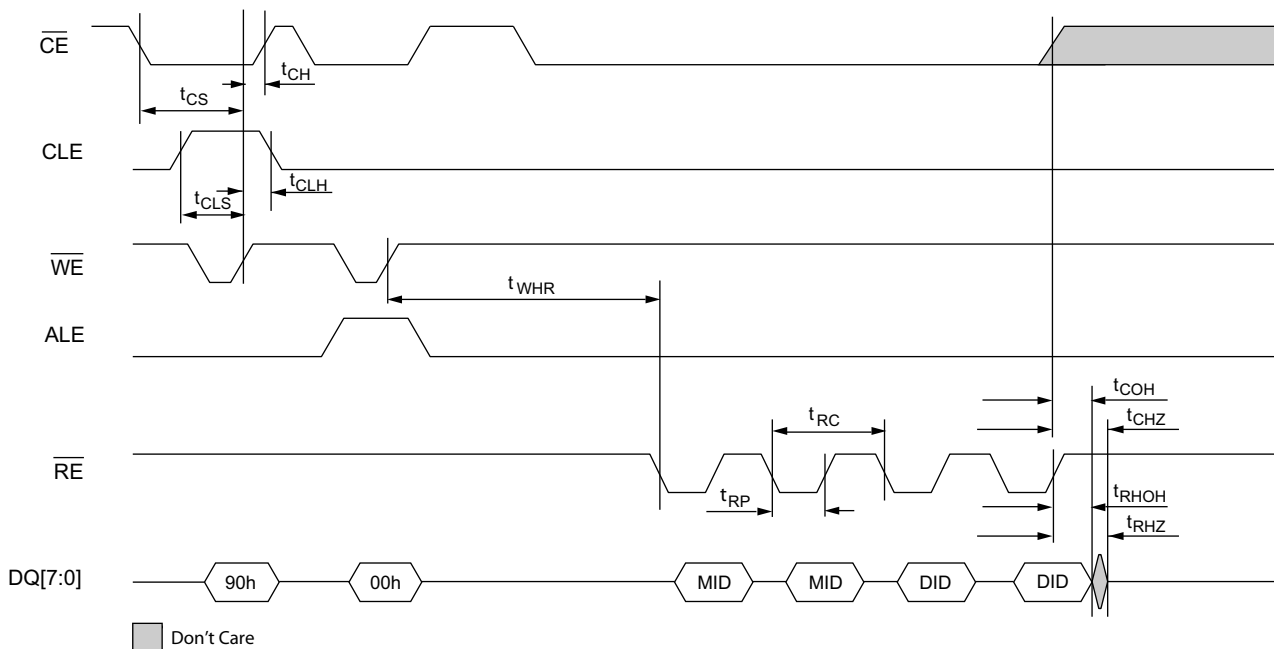 CE
tCH
tCS
CLE
tCLH
tCLS
WE
tWHR
ALE
tCOH
tRC
tCHZ
RE
tRP
tRHOH
tRHZ
DQ[7:0]
90h
00h
MID
MID
DID
DID
Don't Care